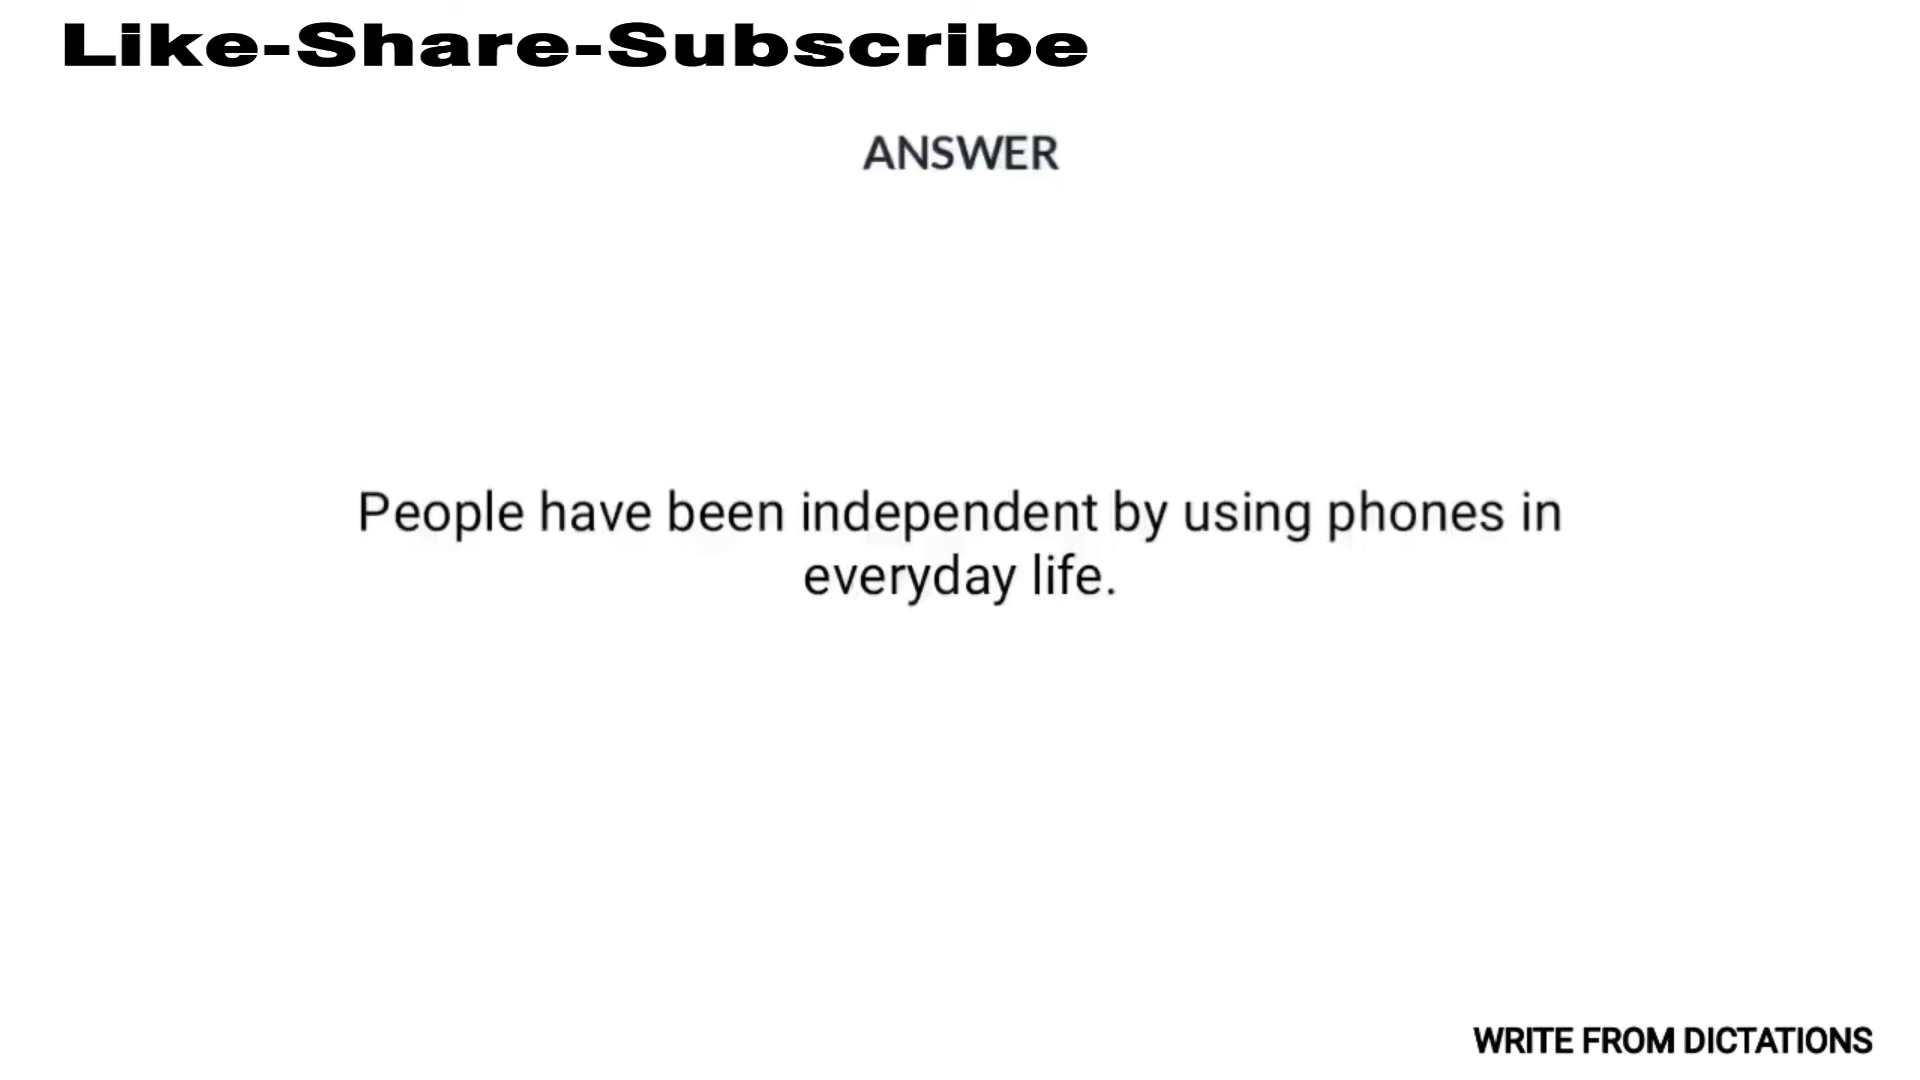 Like-Share-Subscribe
ANSWER
People have been independent by using phones in
everyday life.
WRITE FROM DICTATIONS